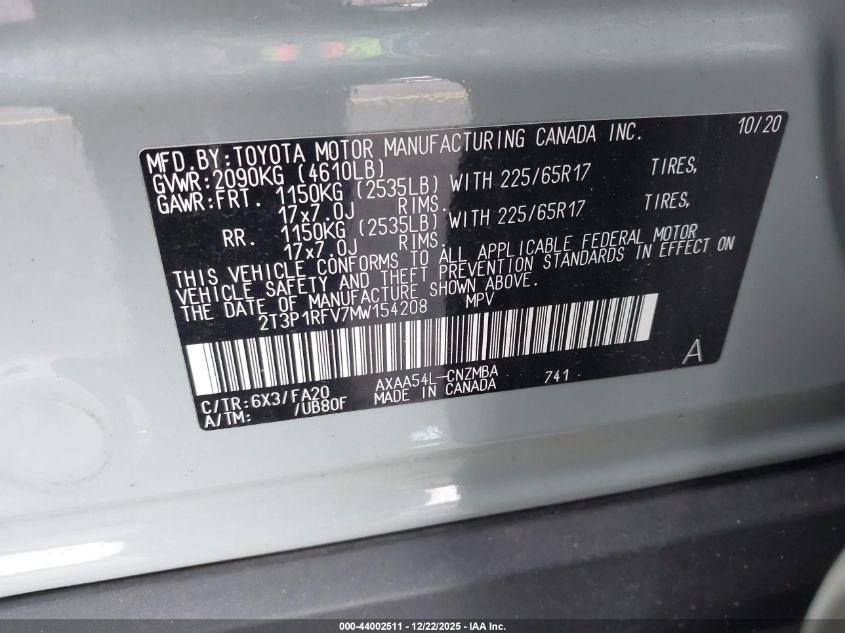 MFD.BY:TOYOTA MOTOR MANUFACTURING CANADA INC. 10/20
GVWR:2090KG (4610LB)
GAWR:FRT. 1150KG (2535LB) WITH 225/65R17 TIRES,
17x7.0J RIMS.
RR. 1150KG (2535LB) WITH 225/65R17 TIRES,
17x7.0J RIMS.
THIS VEHICLE CONFORMS TO ALL APPLICABLE FEDERAL MOTOR
VEHICLE SAFETY AND THEFT PREVENTION STANDARDS IN EFFECT ON
THE DATE OF MANUFACTURE SHOWN ABOVE.
2T3P1RFV7MW154208 MPV
A
C/TR:6X3/FA20 AXAA54L-CNZMBA 741
A/TM: /UB80F MADE IN CANADA
000-44002511 - 12/22/2025 - IAA Inc.